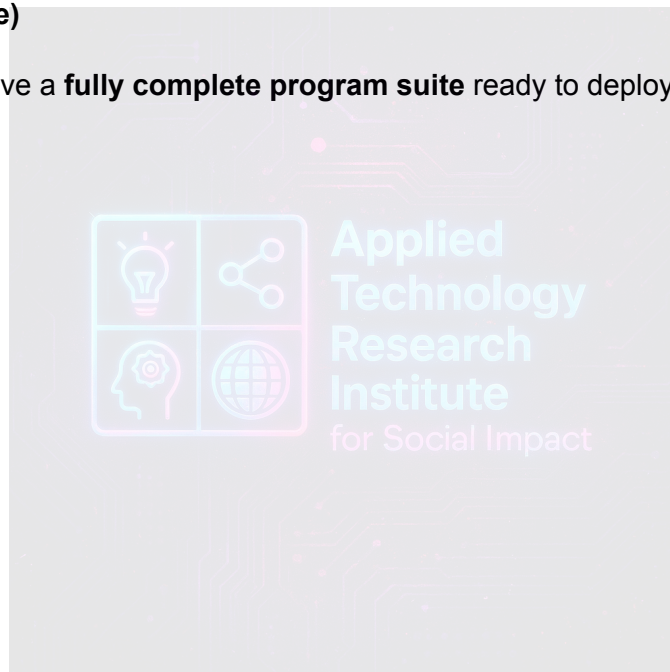 e)
ve a fully complete program suite ready to deploy
Applied
Technology
Research
Institute
for Social Impact